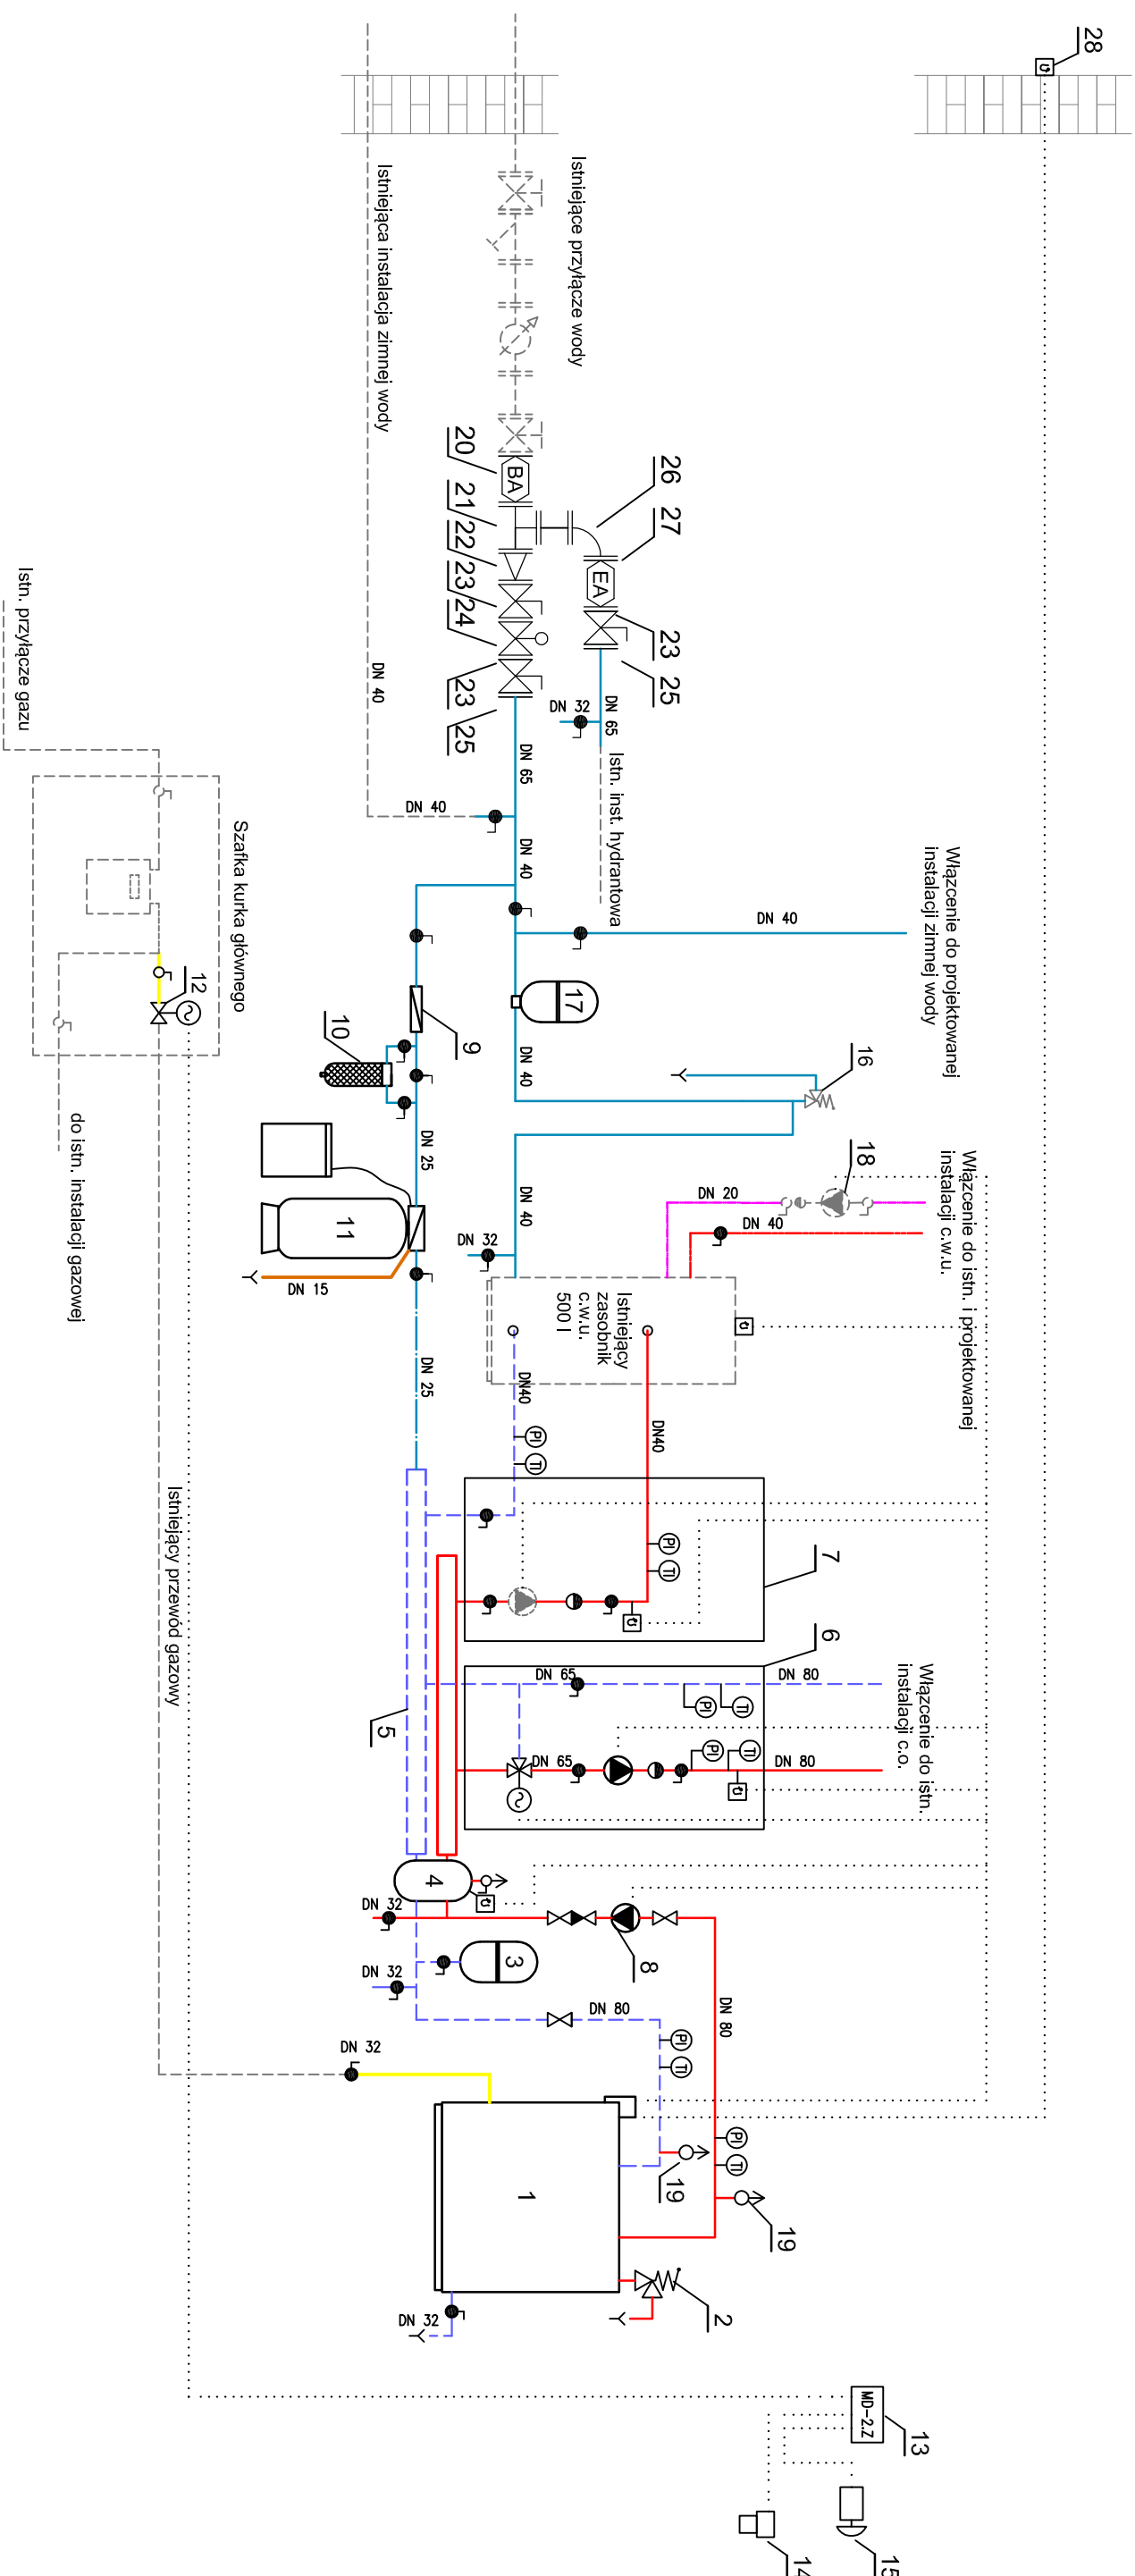 28
Istniejąca instalacja zimnej wody
Istniejące przyłącze wody
20
BA
21
22
23
24
23
25
26
27
EA
23
25
DN 32
DN 65
Istn. inst. hydrantowa
DN 65
DN 40
DN 40
DN 40
Istn. przyłącze gazu
Szafka kurka głównego
12
do istn. instalacji gazowej
Istniejący przewód gazowy
Włązcenie do projektowanej
instalacji zimnej wody
DN 40
17
DN 40
16
9
10
DN 25
11
DN 15
DN 25
DN 40
DN 32
18
DN 20
DN 40
Włązcenie do istn. i projektowanej
instalacji c.w.u.
Istniejący
zasobnik
c.w.u.
500 l
DN40
PI
TI
DN40
PI
TI
7
6
5
Włązcenie do istn.
instalacji c.o.
DN 65
DN 80
PI
TI
DN 65
PI
TI
DN 80
4
DN 32
8
3
DN 32
DN 80
DN 80
PI
TI
PI
TI
19
19
DN 32
1
2
DN 32
MD-2.Z
13
14
15